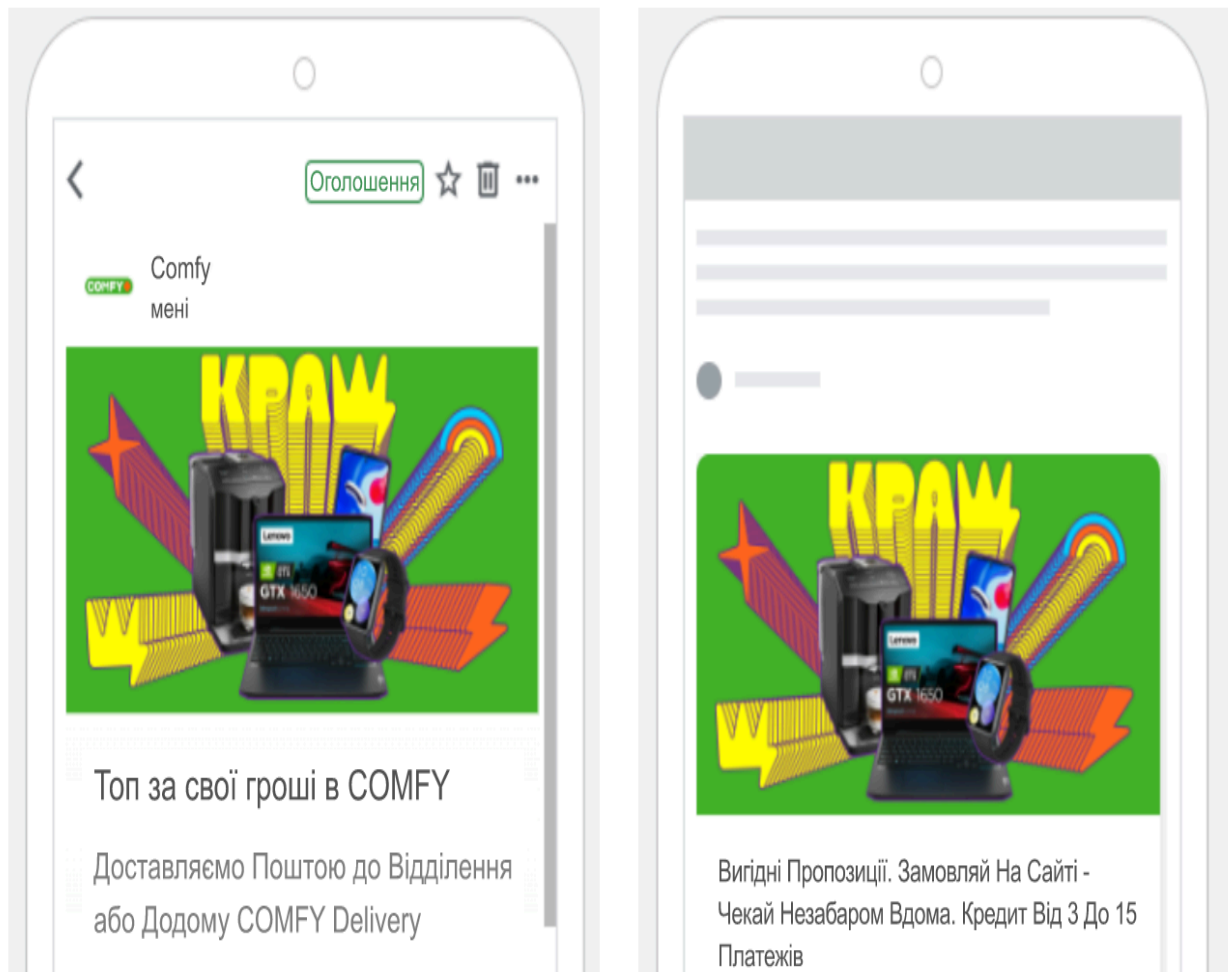 Оголошення
COMFY
Comfy
мені
КРАЩ
Lenovo
GTX
GTX 1650
Топ за свої гроші в COMFY
Доставляємо Поштою до Відділення
або Додому COMFY Delivery
КРАЩ
Lenovo
GTX
GTX 1650
Вигідні Пропозиції. Замовляй На Сайті -
Чекай Незабаром Вдома. Кредит Від 3 До 15
Платежів